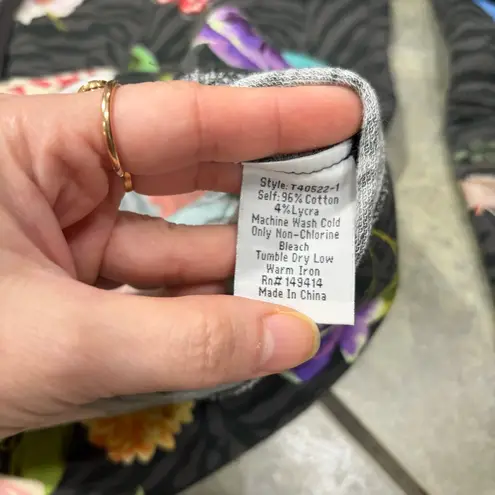 Style: T40522-1
Self: 96% Cotton
4%Lycra
Machine Wash Cold
Only Non-Chlorine
Bleach
Tumble Dry Low
Warm Iron
Rn# 149414
Made In China